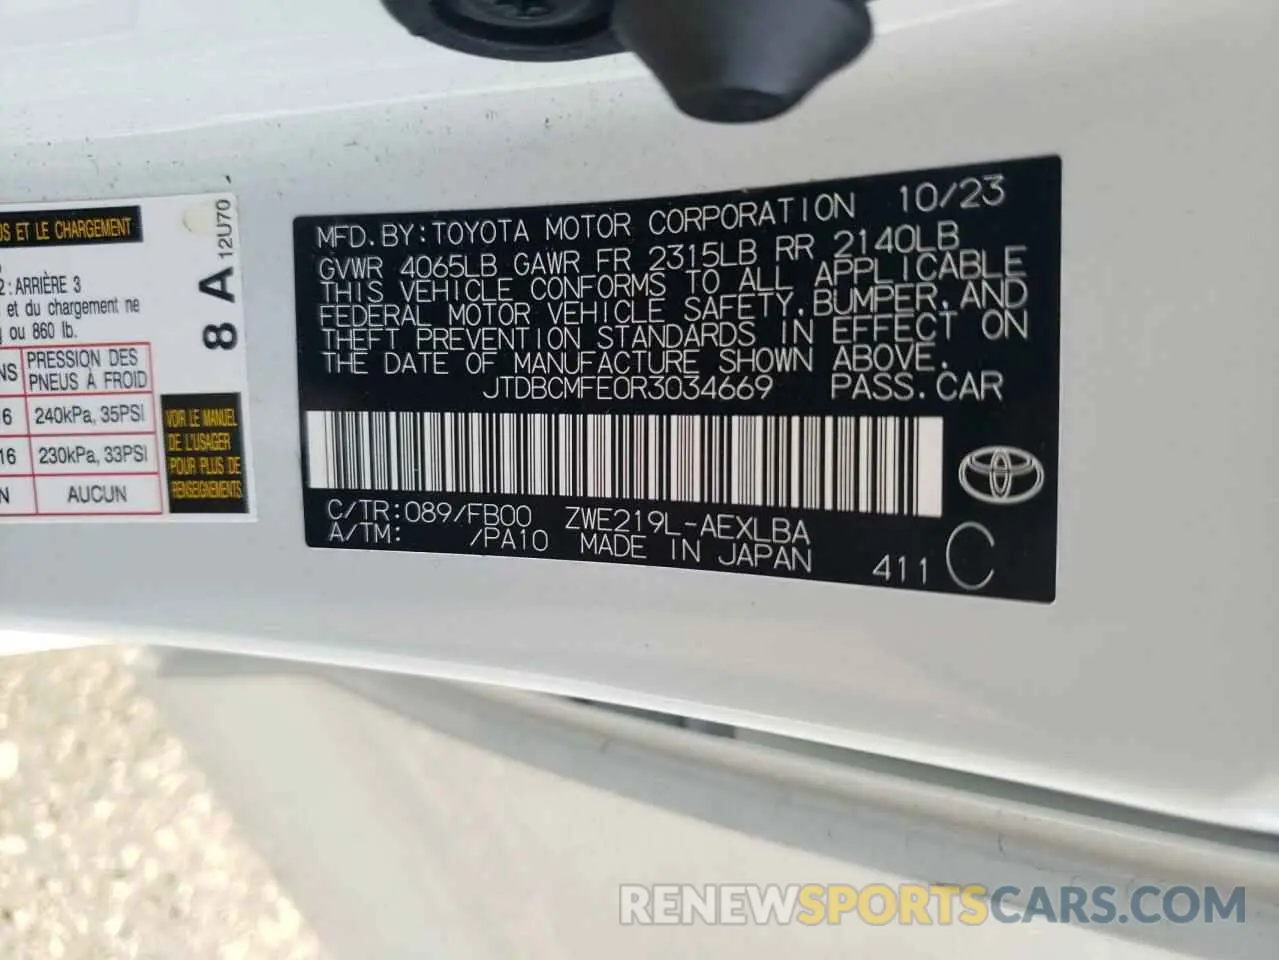 US ET LE CHARGEMENT
2: ARRIÈRE 3
et du chargement ne
ou 860 lb.
NS PRESSION DES PNEUS À FROID
16 240kPa, 35PSI
16 230kPa, 33PSI
N AUCUN
8 A 12U70
VOIR LE MANUEL
DE L'USAGER
POUR PLUS DE
RENSEIGNEMENTS
MFD.BY:TOYOTA MOTOR CORPORATION 10/23
GVWR 4065LB GAWR FR 2315LB RR 2140LB
THIS VEHICLE CONFORMS TO ALL APPLICABLE
FEDERAL MOTOR VEHICLE SAFETY,BUMPER,AND
THEFT PREVENTION STANDARDS IN EFFECT ON
THE DATE OF MANUFACTURE SHOWN ABOVE.
JTDBCMFE0R3034669 PASS.CAR
C/TR:089/FB00 ZWE219L-AEXLBA
A/TM: /PA10 MADE IN JAPAN
411 C
RENEWSPORTSCARS.COM